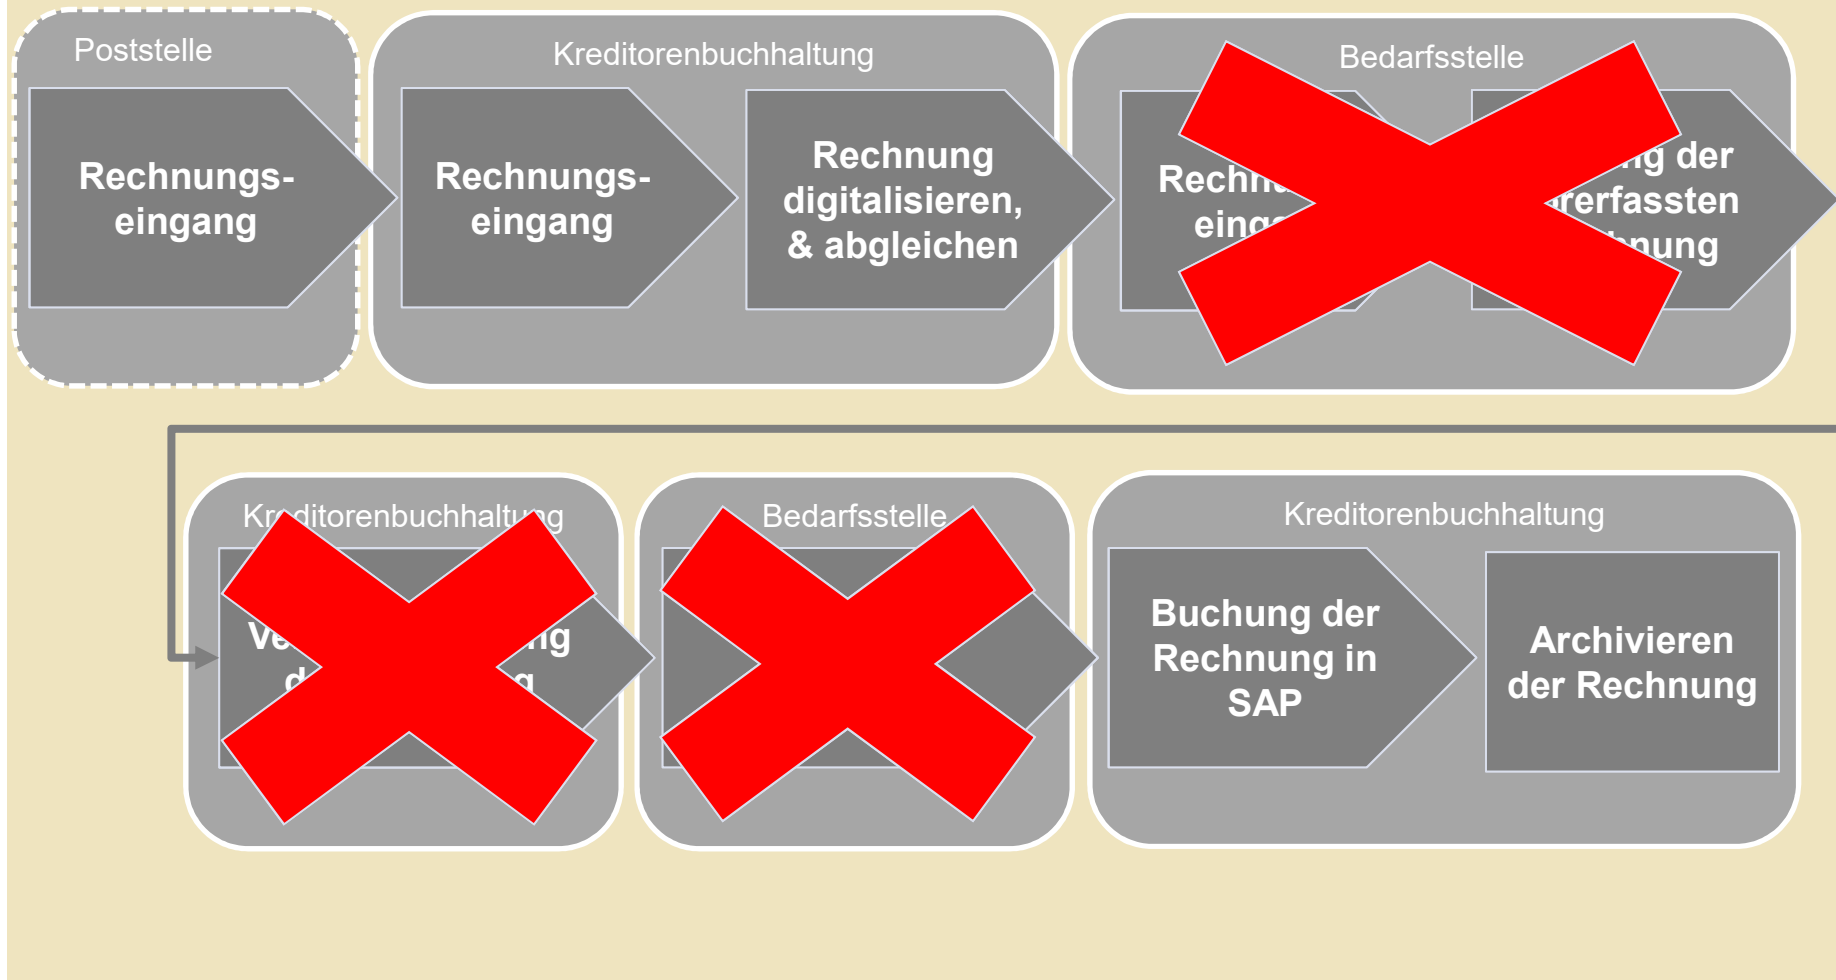 Poststelle
Rechnungs-
eingang
Kreditorenbuchhaltung
Rechnungs-
eingang
Rechnung
digitalisieren,
& abgleichen
Bedarfsstelle
der
Kreditorenbuchhaltung
Bedarfsstelle
Kreditorenbuchhaltung
Buchung der
Rechnung in
SAP
Archivieren
der Rechnung